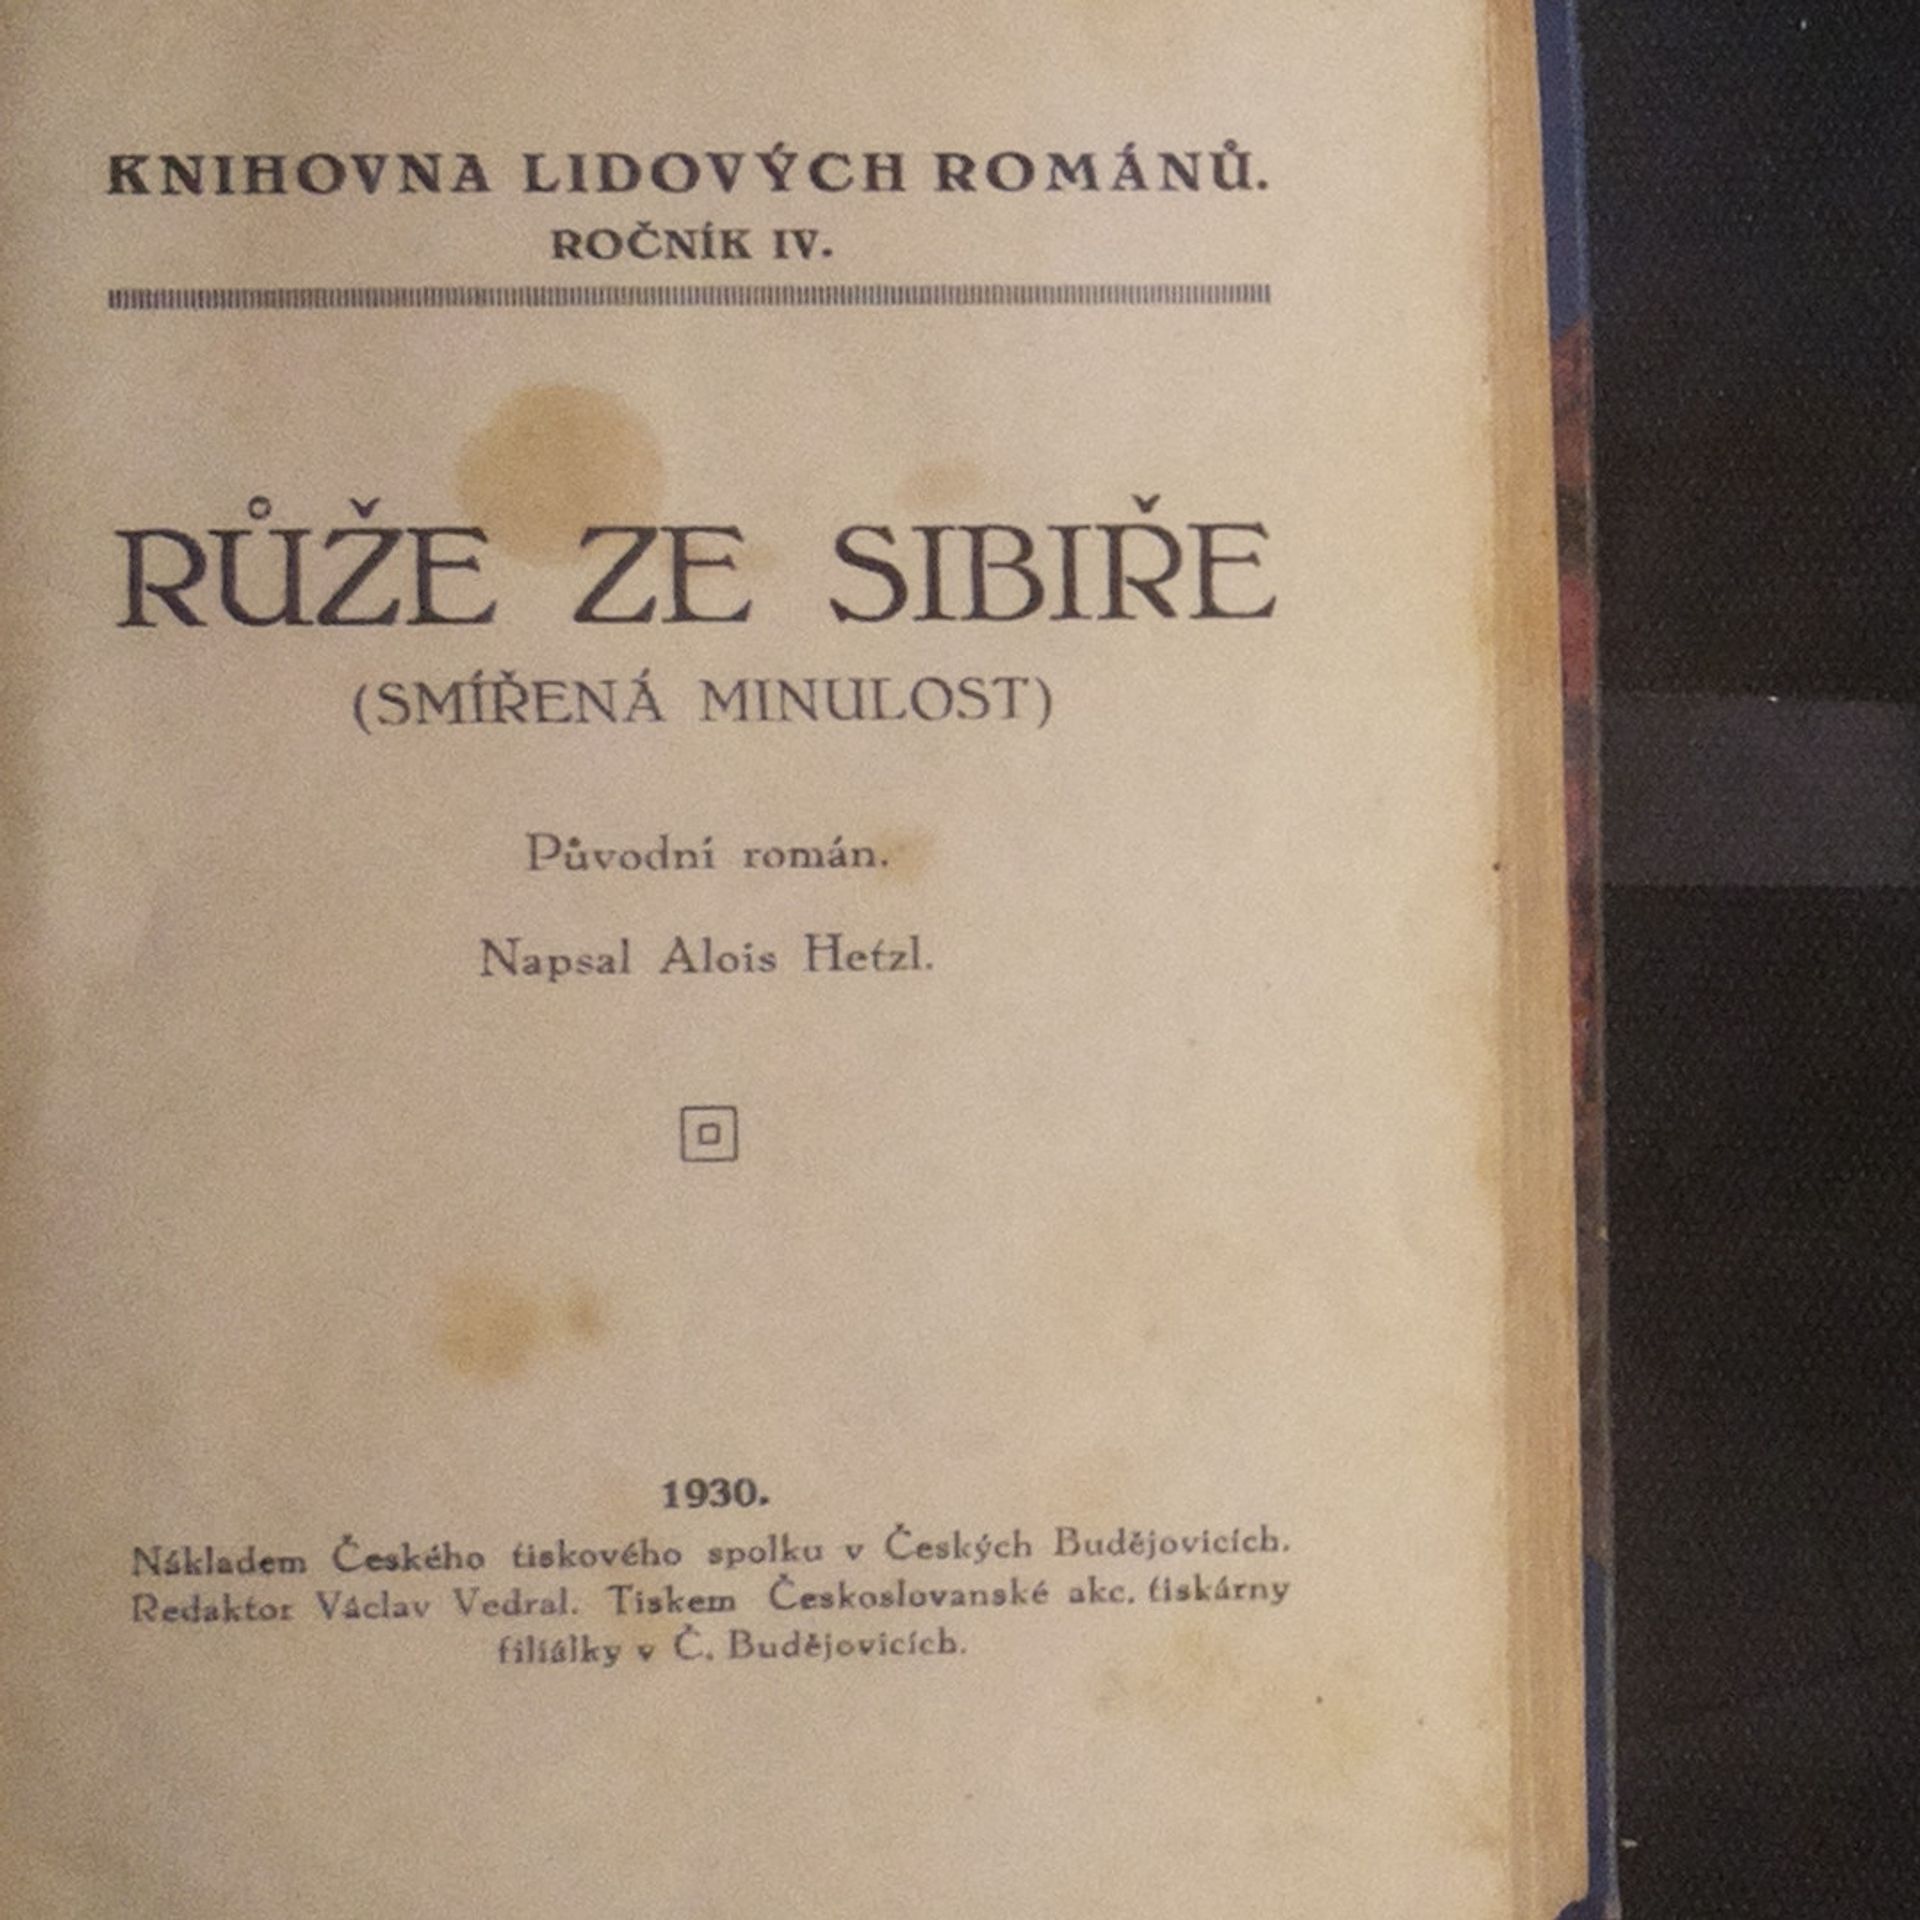 KNIHOVNA LIDOVÝCH ROMÁNŮ.
ROČNÍK IV.
RŮŽE ZE SIBIŘE
(SMÍŘENÁ MINULOST)
Původní román.
Napsal Alois Hetzl.
1930.
Nákladem Českého tiskového spolku v Českých Budějovicích.
Redaktor Václav Vedral. Tiskem Českoslovanské akc. tiskárny
filiálky v Č. Budějovicích.